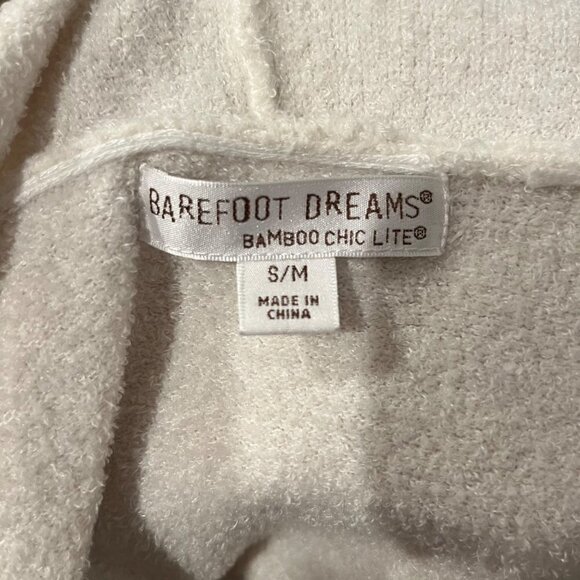 BAREFOOT DREAMS®
BAMBOO CHIC LITE®
S/M
MADE IN
CHINA